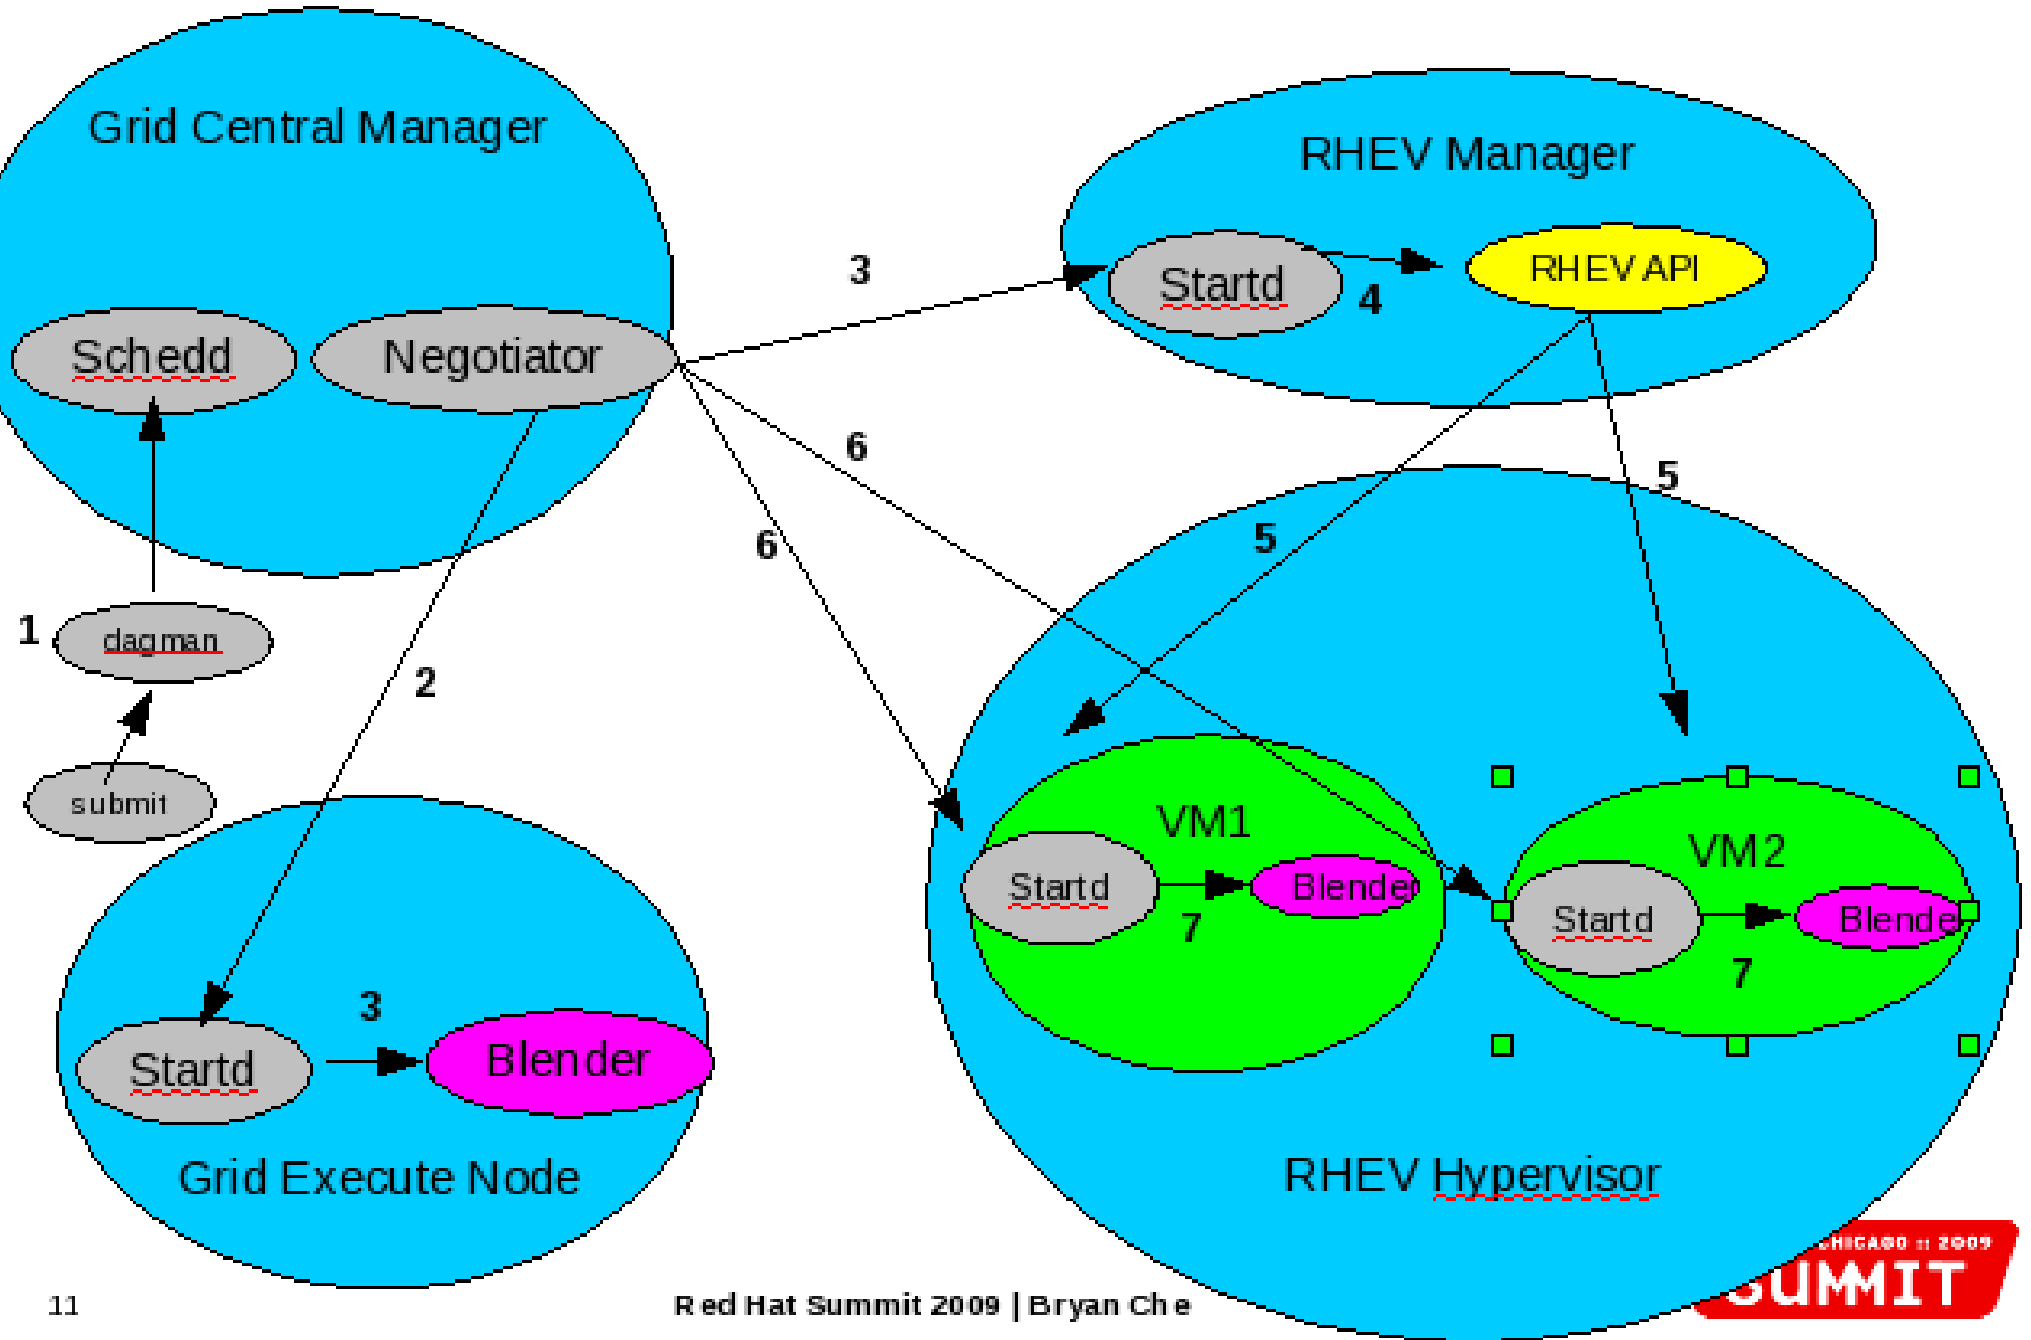 Grid Central Manager
Schedd
Negotiator
1
dagman
submit
2
3
Startd
Blender
Grid Execute Node
3
RHEV Manager
Startd
4
RHEV API
6
6
5
5
VM1
Startd
7
Blender
VM2
Startd
7
Blende
RHEV Hypervisor
CHICAGO :: 2009
SUMMIT
11
Red Hat Summit 2009 | Bryan Che